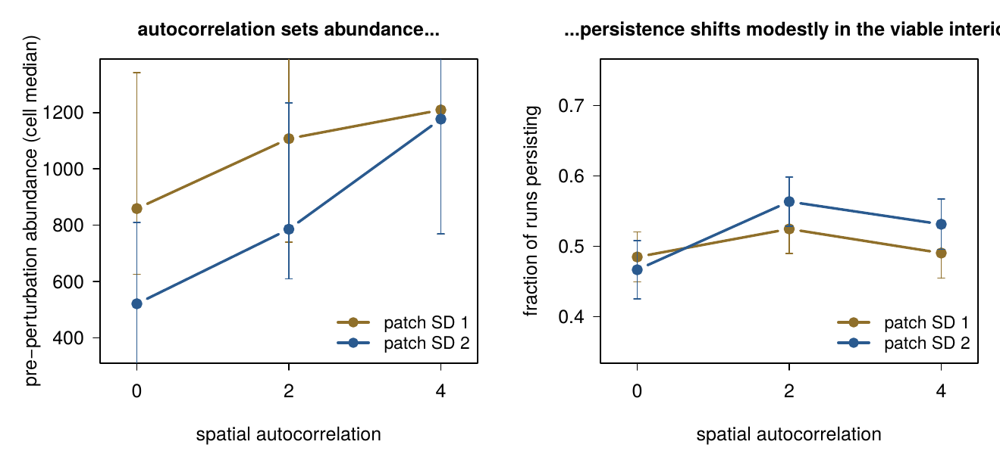 autocorrelation sets abundance...
pre−perturbation abundance (cell median)
1200
1000
800
600
400
patch SD 1
patch SD 2
0
2
4
spatial autocorrelation
...persistence shifts modestly in the viable interio
fraction of runs persisting
0.7
0.6
0.5
0.4
patch SD 1
patch SD 2
0
2
4
spatial autocorrelation